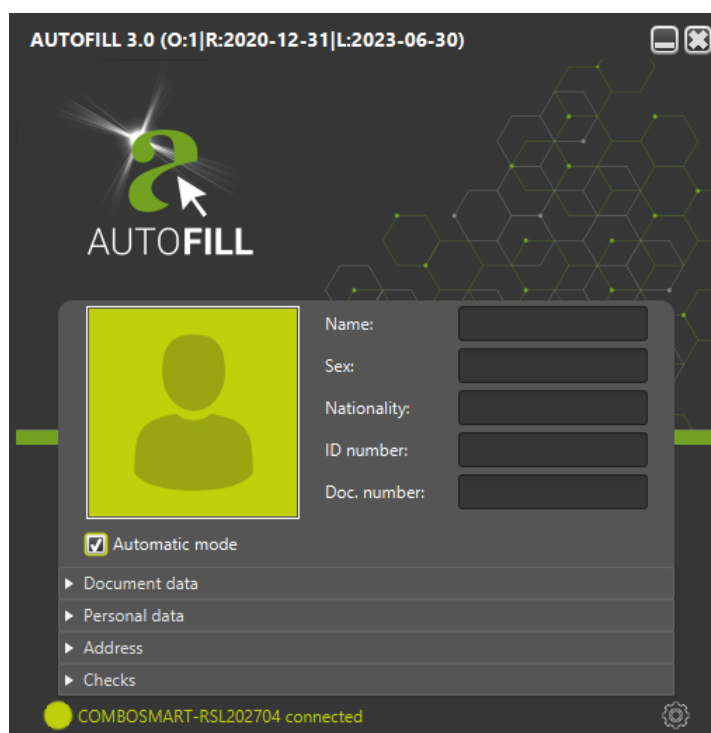 AUTOFILL 3.0 (O:1|R:2020-12-31|L:2023-06-30)
a
AUTOFILL
Name:
Sex:
Nationality:
ID number:
Doc. number:
Automatic mode
Document data
Personal data
Address
Checks
COMBOSMART-RSL202704 connected